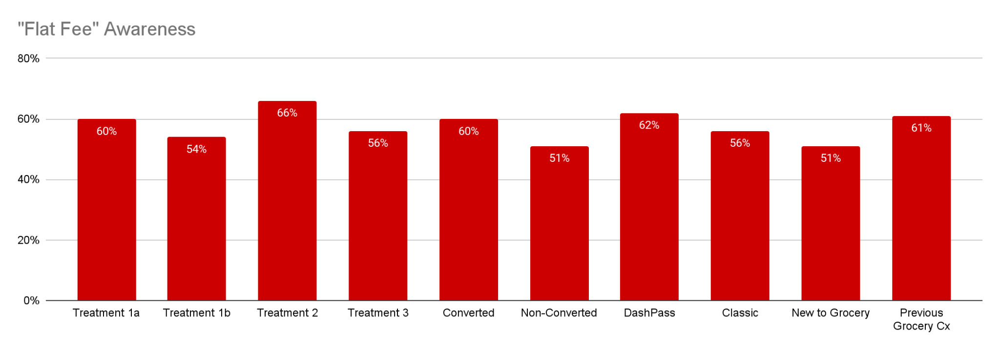 "Flat Fee" Awareness
80%
60%
40%
20%
0%
60%
54%
66%
56%
60%
51%
62%
56%
51%
61%
Treatment 1a
Treatment 1b
Treatment 2
Treatment 3
Converted
Non-Converted
DashPass
Classic
New to Grocery
Previous
Grocery Cx